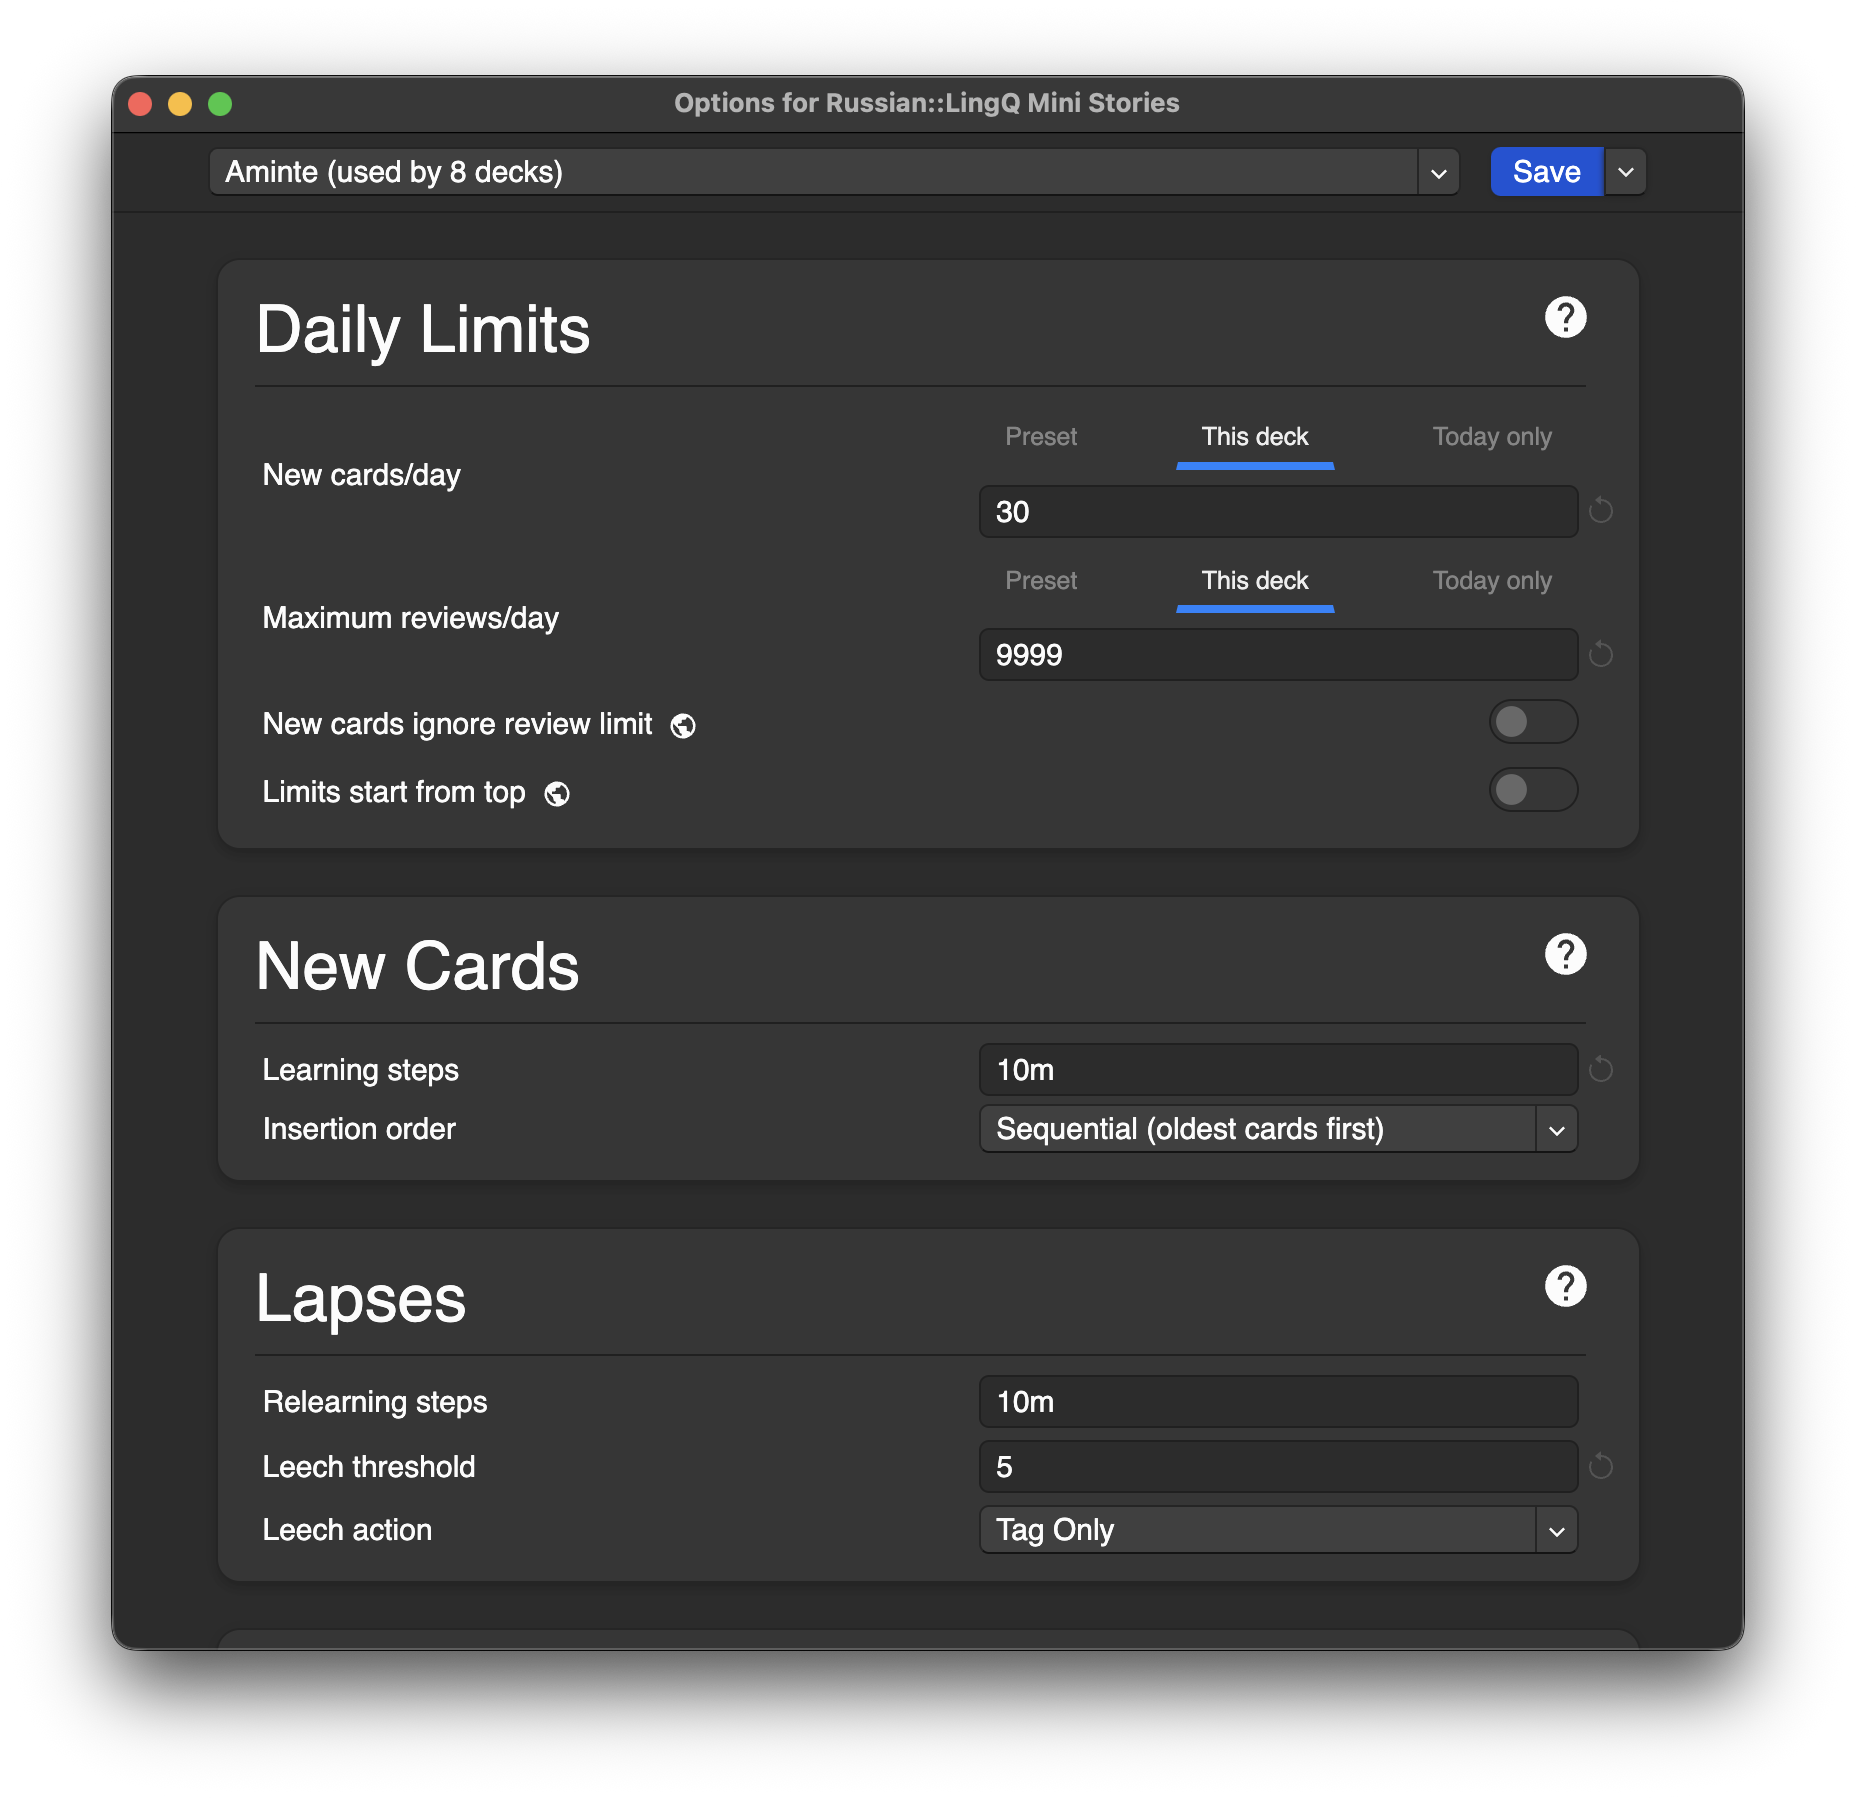 Options for Russian::LingQ Mini Stories
Aminte (used by 8 decks)
Save
Daily Limits
?
Preset This deck Today only
New cards/day
30
Preset This deck Today only
Maximum reviews/day
9999
New cards ignore review limit
Limits start from top
New Cards
?
Learning steps 10m
Insertion order Sequential (oldest cards first)
Lapses
?
Relearning steps 10m
Leech threshold 5
Leech action Tag Only